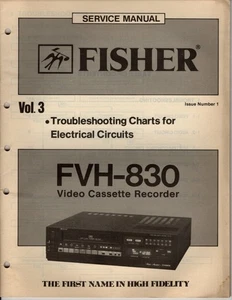 SERVICE MANUAL
FISHER®
Vol. 3
Issue Number 1
•Troubleshooting Charts for
Electrical Circuits
FVH-830
Video Cassette Recorder
THE FIRST NAME IN HIGH FIDELITY